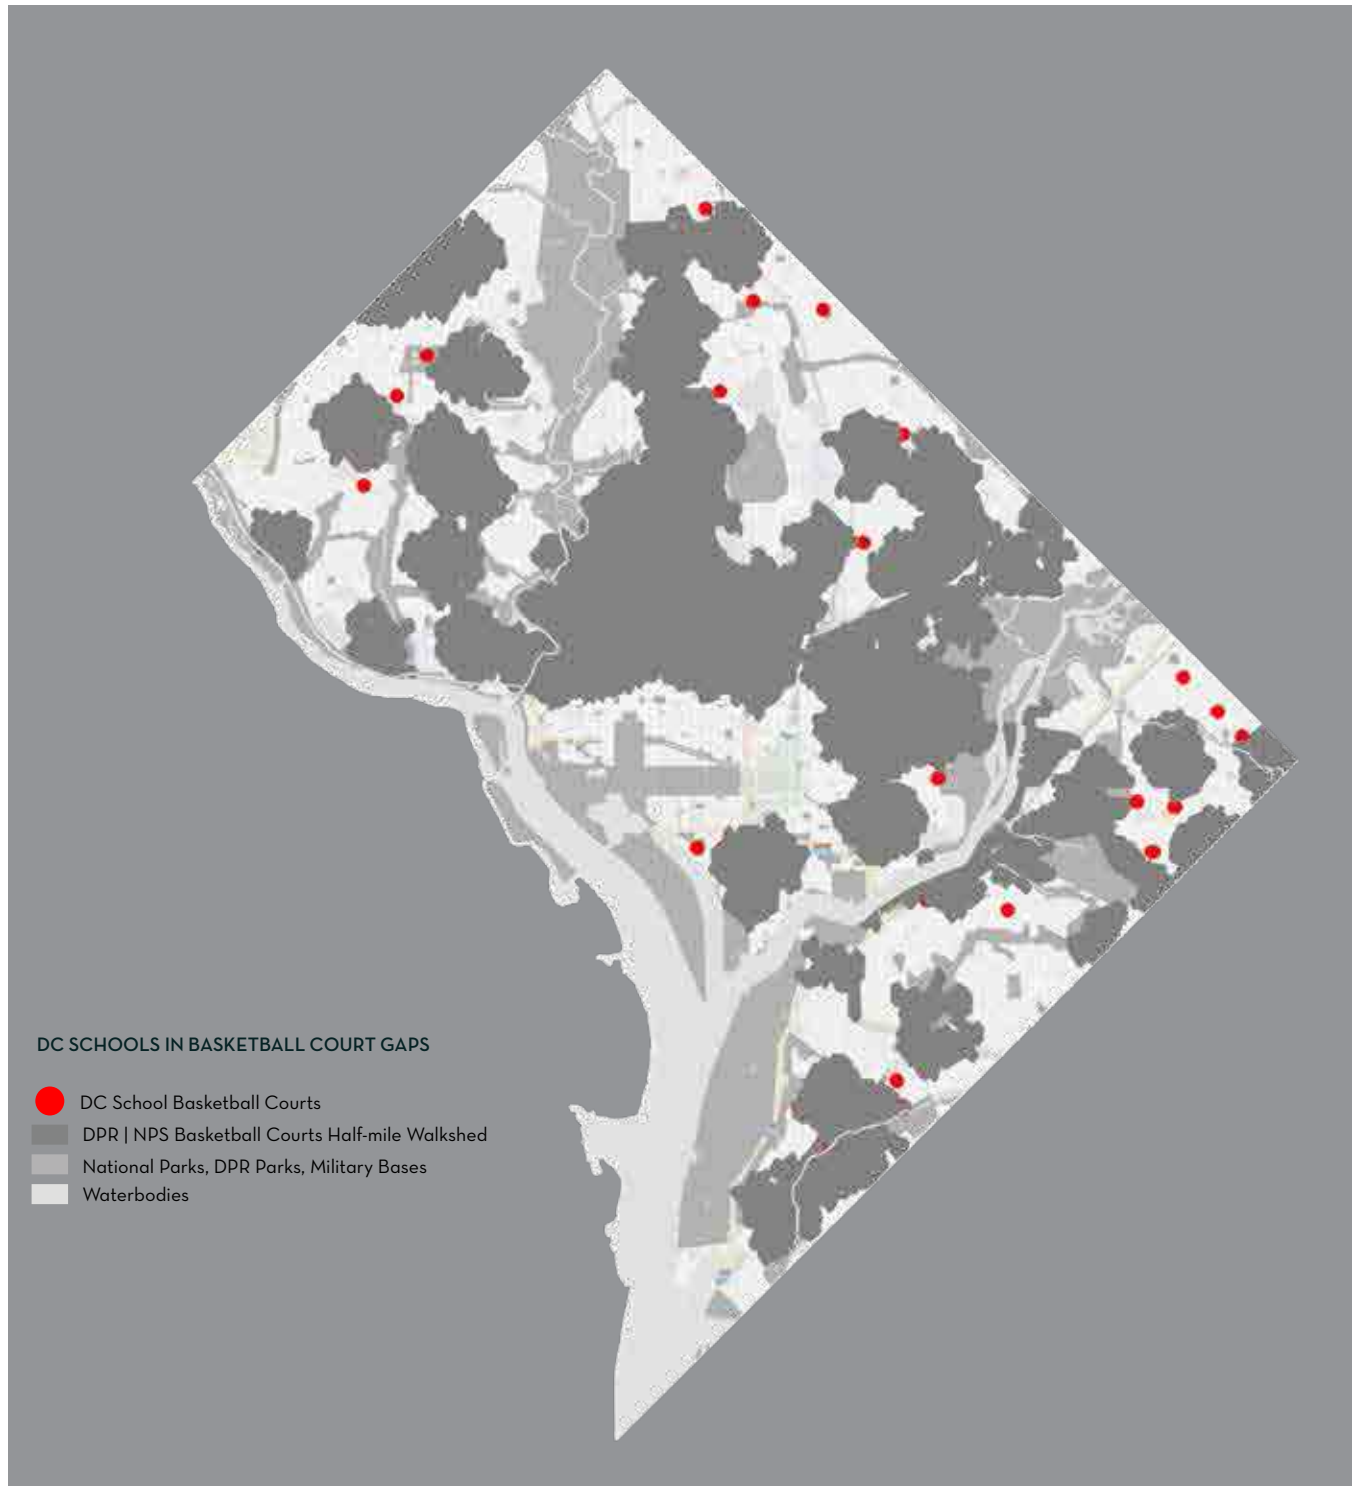 DC SCHOOLS IN BASKETBALL COURT GAPS
DC School Basketball Courts
DPR | NPS Basketball Courts Half-mile Walkshed
National Parks, DPR Parks, Military Bases
Waterbodies